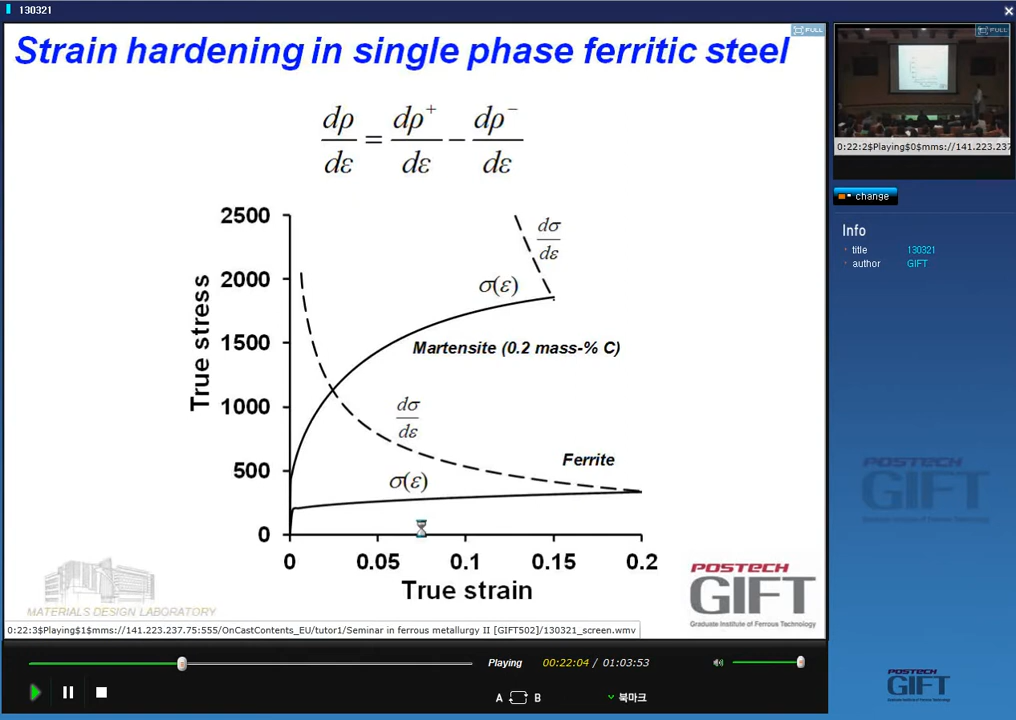 130321
Strain hardening in single phase ferritic steel
FULL
FULL
dρ/dε = dρ⁺/dε − dρ⁻/dε
0:22:2$Playing$0$mms://141.223.237
change
Info
title 130321
author GIFT
2500
2000
1500
1000
500
0
True stress
dσ/dε
σ(ε)
Martensite (0.2 mass-% C)
dσ/dε
Ferrite
σ(ε)
0 0.05 0.1 0.15 0.2
True strain
MATERIALS DESIGN LABORATORY
POSTECH
GIFT
Graduate Institute of Ferrous Technology
POSTECH
GIFT
0:22:3$Playing$1$mms://141.223.237.75:555/OnCastContents_EU/tutor1/Seminar in ferrous metallurgy II [GIFT502]/130321_screen.wmv
Playing 00:22:04 / 01:03:53
A B 북마크
POSTECH
GIFT